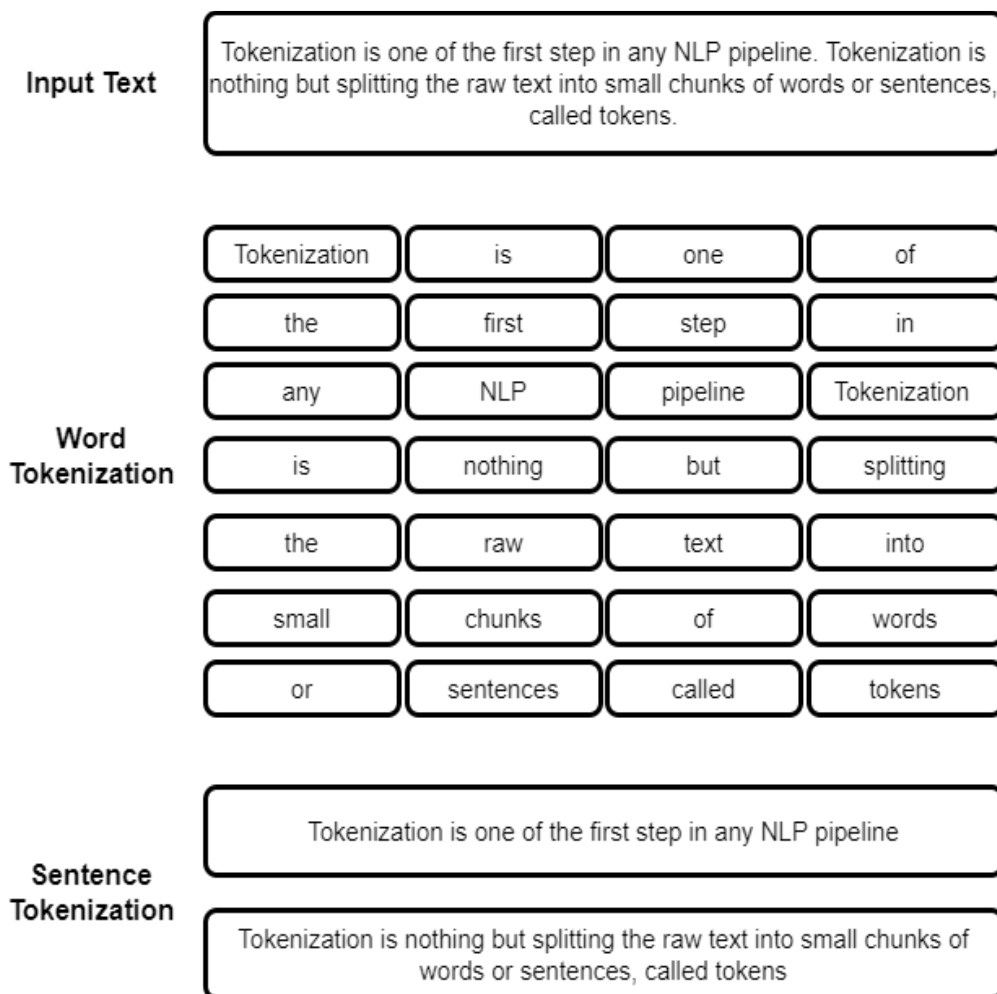 Input Text
Tokenization is one of the first step in any NLP pipeline. Tokenization is
nothing but splitting the raw text into small chunks of words or sentences,
called tokens.
Word
Tokenization
Tokenization is one of
the first step in
any NLP pipeline Tokenization
is nothing but splitting
the raw text into
small chunks of words
or sentences called tokens
Sentence
Tokenization
Tokenization is one of the first step in any NLP pipeline
Tokenization is nothing but splitting the raw text into small chunks of
words or sentences, called tokens